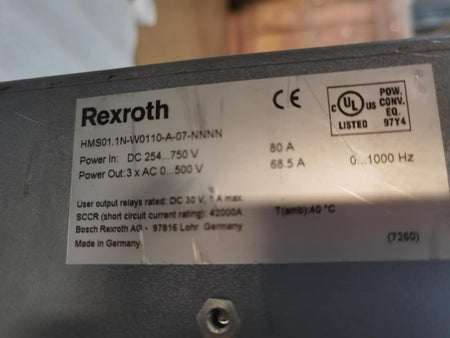 Rexroth
HMS01.1N-W0110-A-07-NNNN
Power In: DC 254...750 V 80 A
Power Out: 3 x AC 0...500 V 68.5 A 0...1000 Hz
User output relays rated: DC 30 V, 1 A max.
SCCR (short circuit current rating): 42000A T(amb):40 °C
Bosch Rexroth AG - 97816 Lohr Germany
Made in Germany (7260)
CE
c UL us
LISTED
POW.
CONV.
EQ.
97Y4